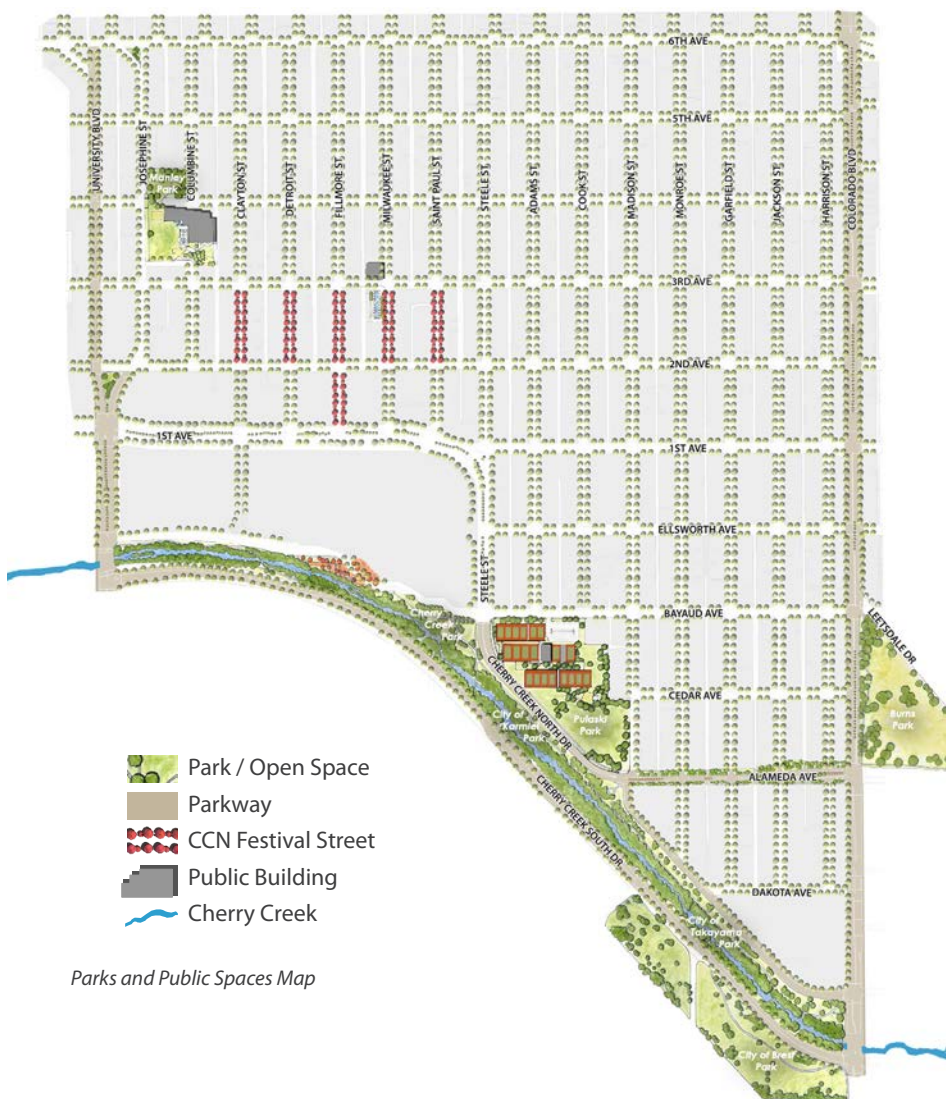 6TH AVE
5TH AVE
UNIVERSITY BLVD
JOSEPHINE ST
COLUMBINE ST
CLAYTON ST
DETROIT ST
FILLMORE ST
MILWAUKEE ST
SAINT PAUL ST
STEELE ST
ADAMS ST
COOK ST
MADISON ST
MONROE ST
GARFIELD ST
JACKSON ST
HARRISON ST
COLORADO BLVD
Manley
Park
3RD AVE
2ND AVE
1ST AVE
1ST AVE
ELLSWORTH AVE
STEELE ST
BAYAUD AVE
LEETSDALE DR
Cherry
Creek
Park
CHERRY CREEK NORTH DR
CEDAR AVE
City of
Karmiel
Park
Pulaski
Park
Burns
Park
ALAMEDA AVE
CHERRY CREEK SOUTH DR
DAKOTA AVE
City of
Takayama
Park
City of Brest
Park
Park / Open Space
Parkway
CCN Festival Street
Public Building
Cherry Creek
Parks and Public Spaces Map